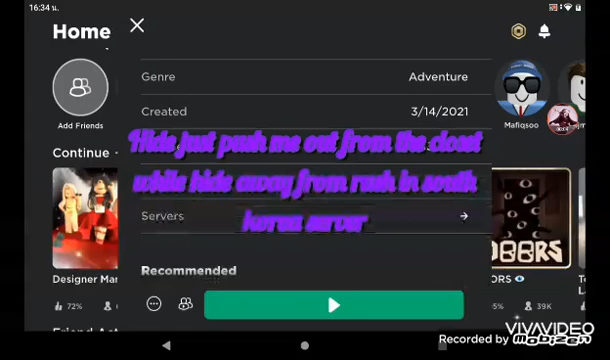 16:34 น.
Home
Genre
Adventure
Created
3/14/2021
Add Friends
Mafiqsoo
Hide just push me out from the closet
while hide away from rush in south
korea server
Continue
Servers
Recommended
Designer Mar
72%
39K
Recorded by
VIVAVIDEO
MOBIZEN